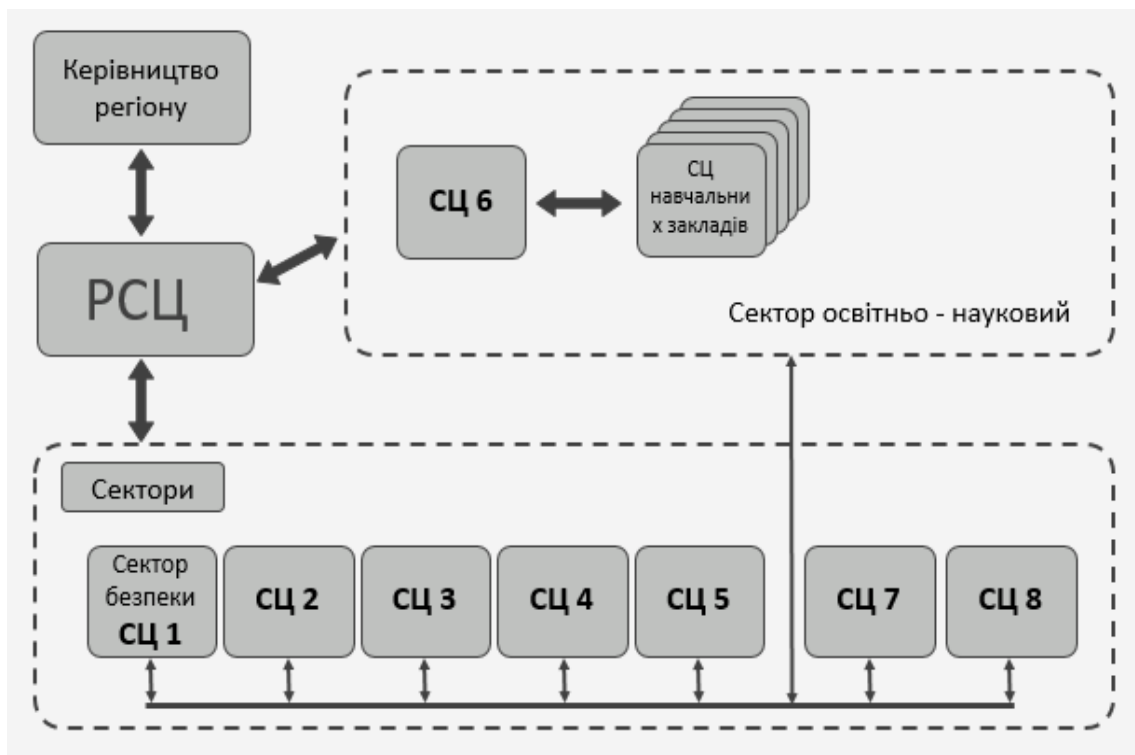 Керівництво
регіону
РСЦ
СЦ 6
СЦ
навчальни
х закладів
Сектор освітньо - науковий
Сектори
Сектор
безпеки
СЦ 1
СЦ 2
СЦ 3
СЦ 4
СЦ 5
СЦ 7
СЦ 8